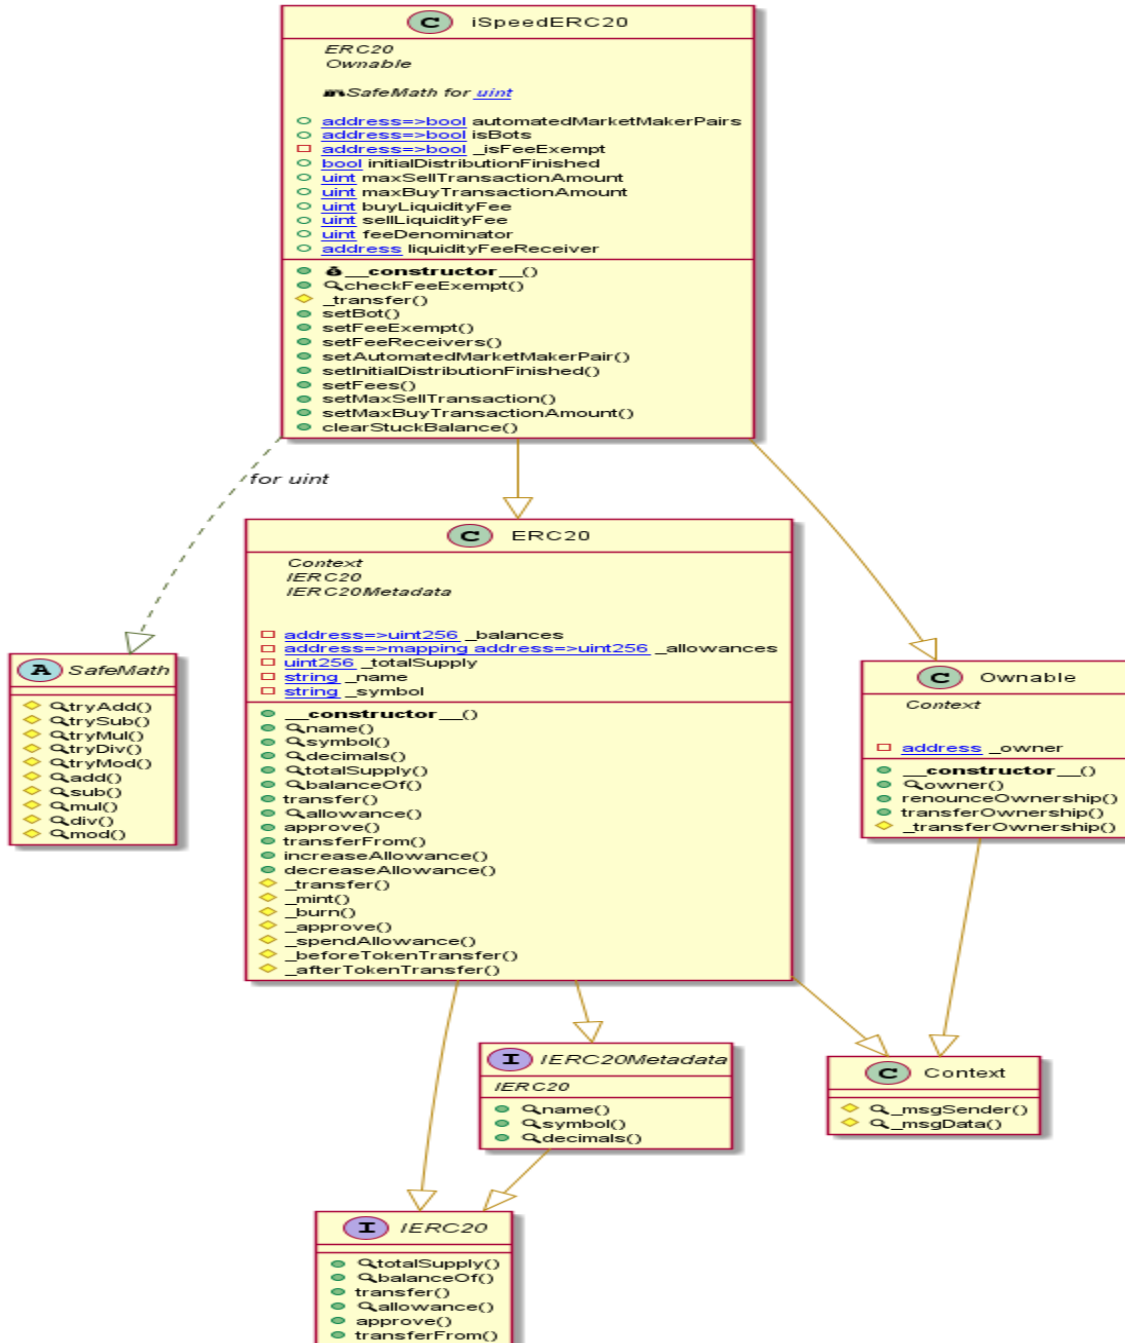 C iSpeedERC20
ERC20
Ownable
SafeMath for uint
address=>bool automatedMarketMakerPairs
address=>bool isBots
address=>bool _isFeeExempt
bool initialDistributionFinished
uint maxSellTransactionAmount
uint maxBuyTransactionAmount
uint buyLiquidityFee
uint sellLiquidityFee
uint feeDenominator
address liquidityFeeReceiver
__constructor__()
checkFeeExempt()
_transfer()
setBot()
setFeeExempt()
setFeeReceivers()
setAutomatedMarketMakerPair()
setInitialDistributionFinished()
setFees()
setMaxSellTransaction()
setMaxBuyTransactionAmount()
clearStuckBalance()
for uint
C ERC20
Context
IERC20
IERC20Metadata
address=>uint256 _balances
address=>mapping address=>uint256 _allowances
uint256 _totalSupply
string _name
string _symbol
__constructor__()
name()
symbol()
decimals()
totalSupply()
balanceOf()
transfer()
allowance()
approve()
transferFrom()
increaseAllowance()
decreaseAllowance()
_transfer()
_mint()
_burn()
_approve()
_spendAllowance()
_beforeTokenTransfer()
_afterTokenTransfer()
A SafeMath
tryAdd()
trySub()
tryMul()
tryDiv()
tryMod()
add()
sub()
mul()
div()
mod()
C Ownable
Context
address _owner
__constructor__()
owner()
renounceOwnership()
transferOwnership()
_transferOwnership()
I IERC20Metadata
IERC20
name()
symbol()
decimals()
C Context
_msgSender()
_msgData()
I IERC20
totalSupply()
balanceOf()
transfer()
allowance()
approve()
transferFrom()